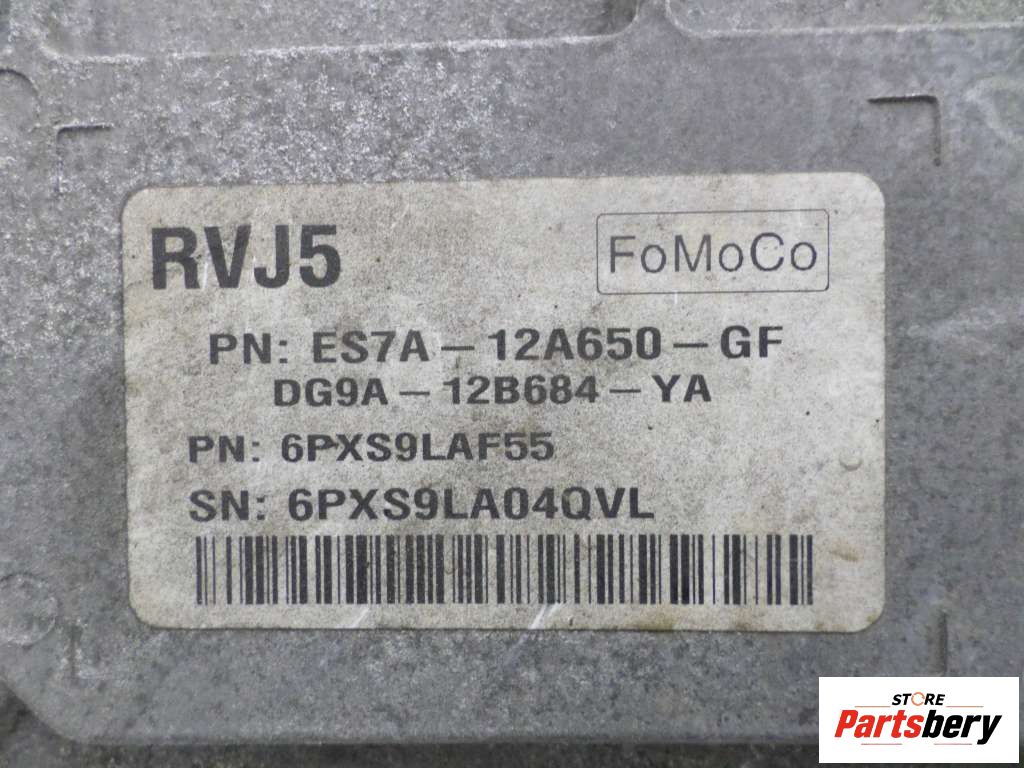 RVJ5
FoMoCo
PN: ES7A-12A650-GF
DG9A-12B684-YA
PN: 6PXS9LAF55
SN: 6PXS9LA04QVL
STORE
Partsbery